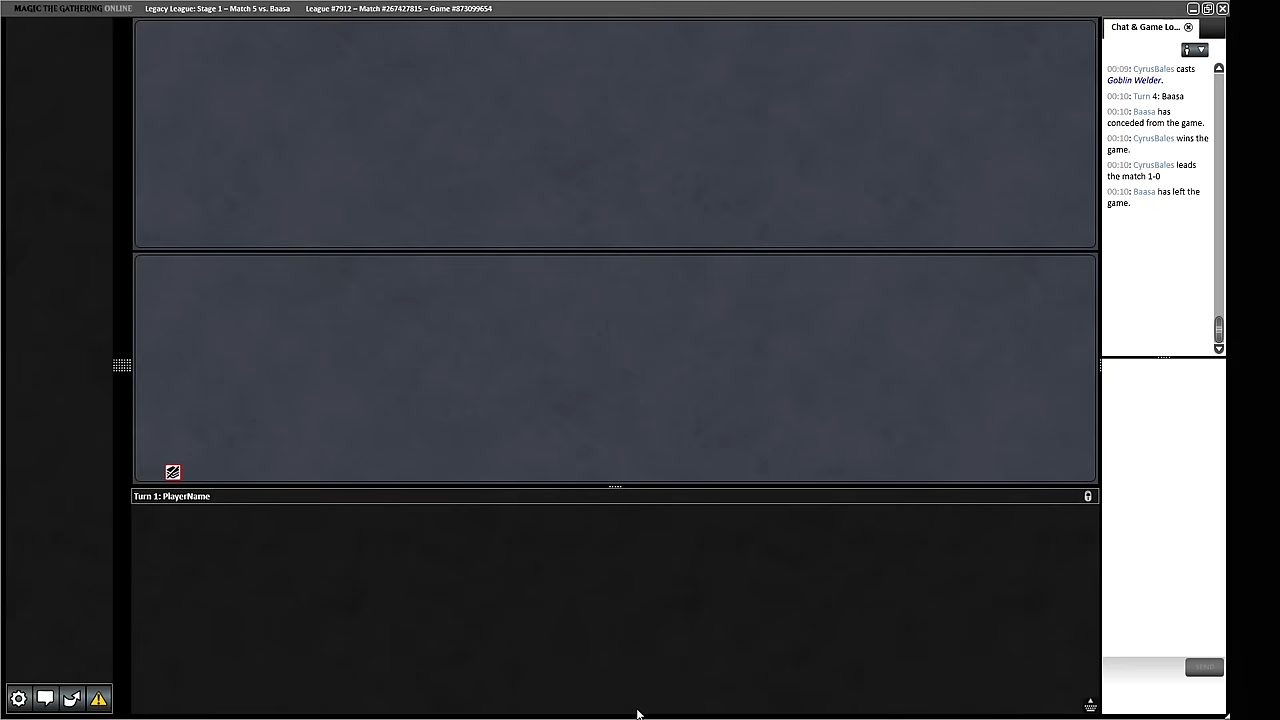 MAGIC THE GATHERING ONLINE Legacy League: Stage 1 – Match 5 vs. Baasa League #7912 – Match #267427815 – Game #873099654
Chat & Game Lo...
00:09: CyrusBales casts
Goblin Welder.
00:10: Turn 4: Baasa
00:10: Baasa has
conceded from the game.
00:10: CyrusBales wins the
game.
00:10: CyrusBales leads
the match 1-0
00:10: Baasa has left the
game.
Turn 1: PlayerName
SEND